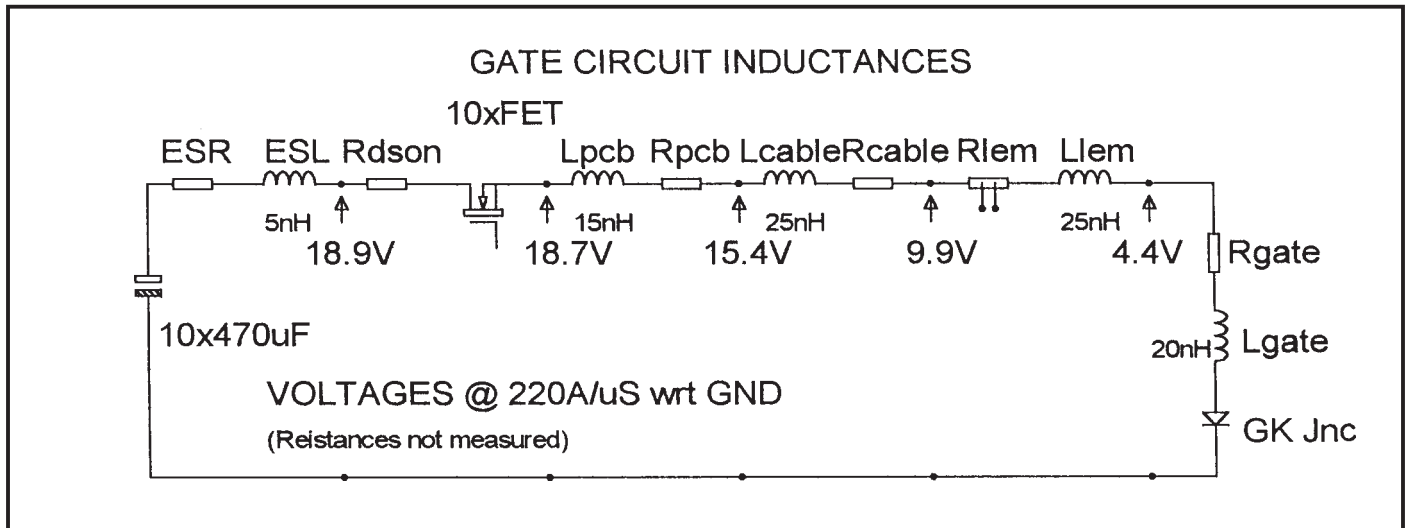 GATE CIRCUIT INDUCTANCES
10xFET
ESR ESL Rdson Lpcb Rpcb Lcable Rcable Rlem Llem
5nH 15nH 25nH 25nH
18.9V 18.7V 15.4V 9.9V 4.4V Rgate
10x470uF
20nH Lgate
VOLTAGES @ 220A/uS wrt GND
(Reistances not measured)
GK Jnc